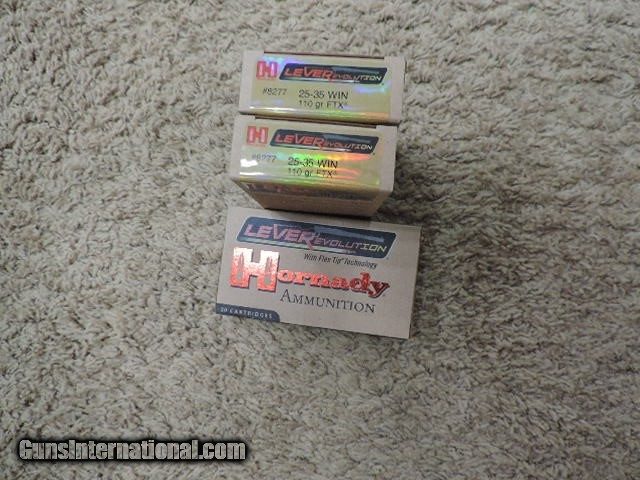 H LEVERevolution
#8277 25-35 WIN
110 gr FTX®
H LEVERevolution
#8277 25-35 WIN
110 gr FTX®
LEVERevolution
With Flex Tip® Technology
Hornady
AMMUNITION
20 CARTRIDGES
GunsInternational.com